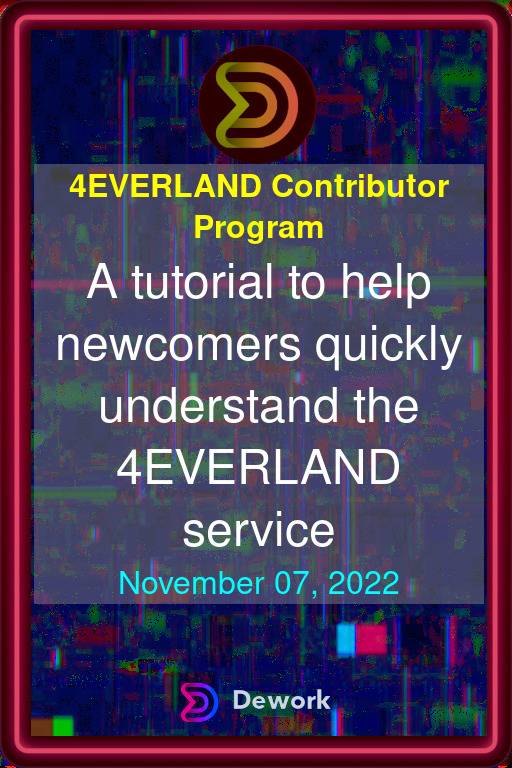 4EVERLAND Contributor
Program
A tutorial to help
newcomers quickly
understand the
4EVERLAND
service
November 07, 2022
Dework